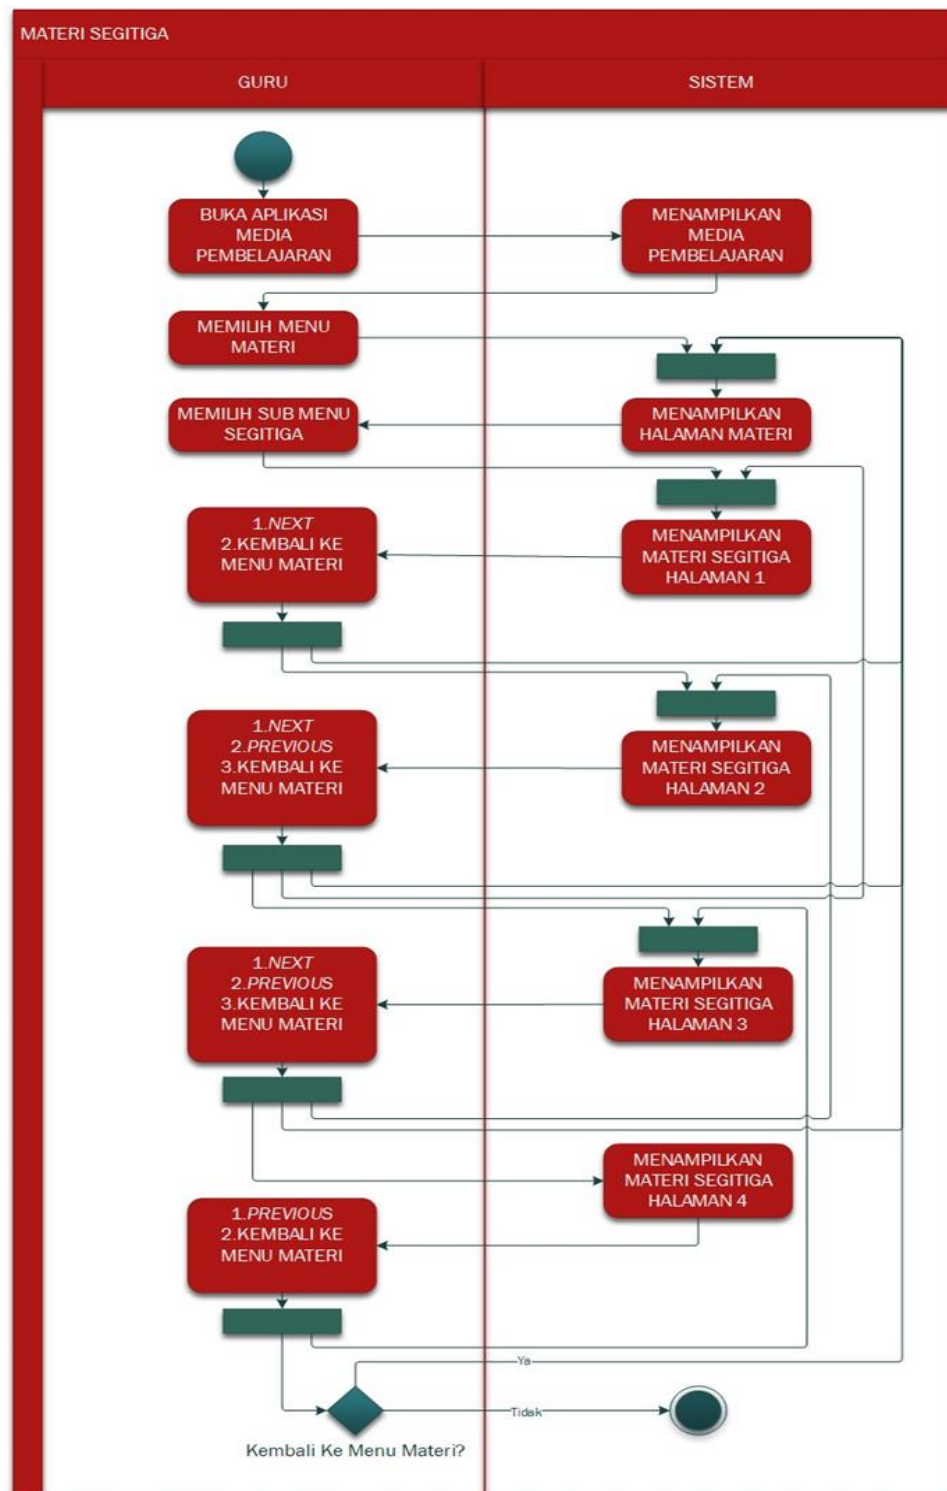 MATERI SEGITIGA
GURU
SISTEM
BUKA APLIKASI
MEDIA
PEMBELAJARAN
MENAMPILKAN
MEDIA
PEMBELAJARAN
MEMILIH MENU
MATERI
MEMILIH SUB MENU
SEGITIGA
MENAMPILKAN
HALAMAN MATERI
1.NEXT
2.KEMBALI KE
MENU MATERI
MENAMPILKAN
MATERI SEGITIGA
HALAMAN 1
1.NEXT
2.PREVIOUS
3.KEMBALI KE
MENU MATERI
MENAMPILKAN
MATERI SEGITIGA
HALAMAN 2
1.NEXT
2.PREVIOUS
3.KEMBALI KE
MENU MATERI
MENAMPILKAN
MATERI SEGITIGA
HALAMAN 3
MENAMPILKAN
MATERI SEGITIGA
HALAMAN 4
1.PREVIOUS
2.KEMBALI KE
MENU MATERI
Ya
Tidak
Kembali Ke Menu Materi?